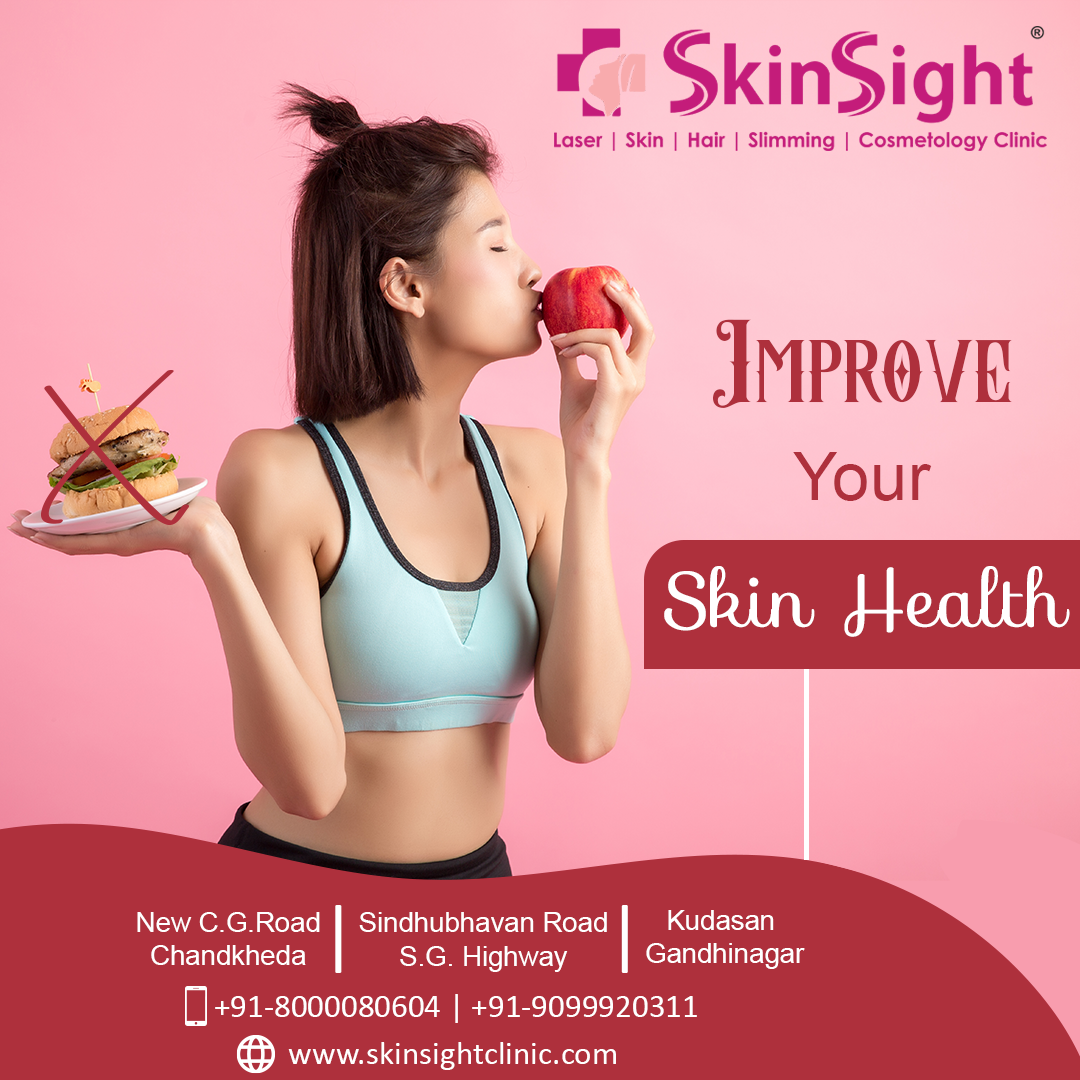 SkinSight®
Laser | Skin | Hair | Slimming | Cosmetology Clinic
Improve
Your
Skin Health
New C.G.Road
Chandkheda
Sindhubhavan Road
S.G. Highway
Kudasan
Gandhinagar
+91-8000080604 | +91-9099920311
www.skinsightclinic.com